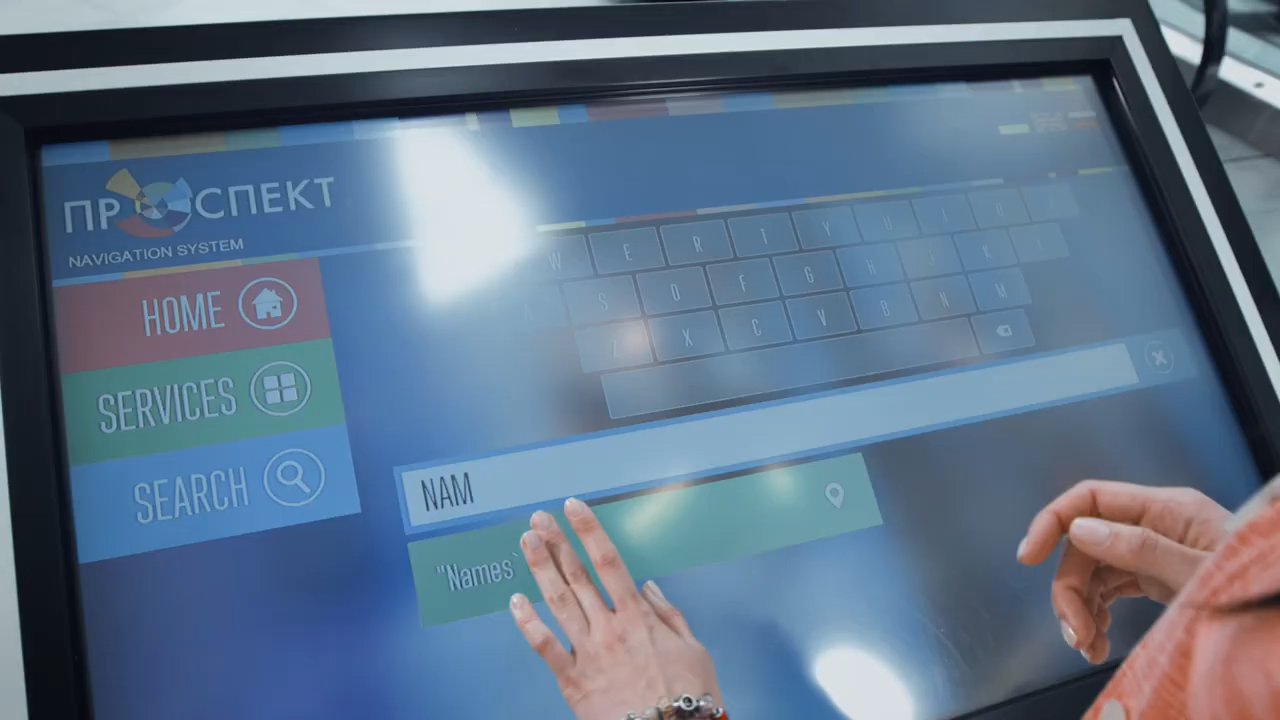 ПРОСПЕКТ
NAVIGATION SYSTEM
HOME
SERVICES
SEARCH
W E R T Y U I O
S D F G H J K
Z X C V B N M
NAM
"Names